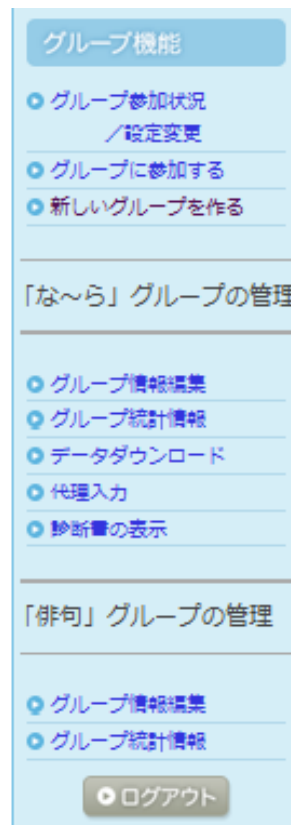 グループ機能
グループ参加状況
／設定変更
グループに参加する
新しいグループを作る
「な～ら」グループの管理
グループ情報編集
グループ統計情報
データダウンロード
代理入力
診断書の表示
「俳句」グループの管理
グループ情報編集
グループ統計情報
ログアウト